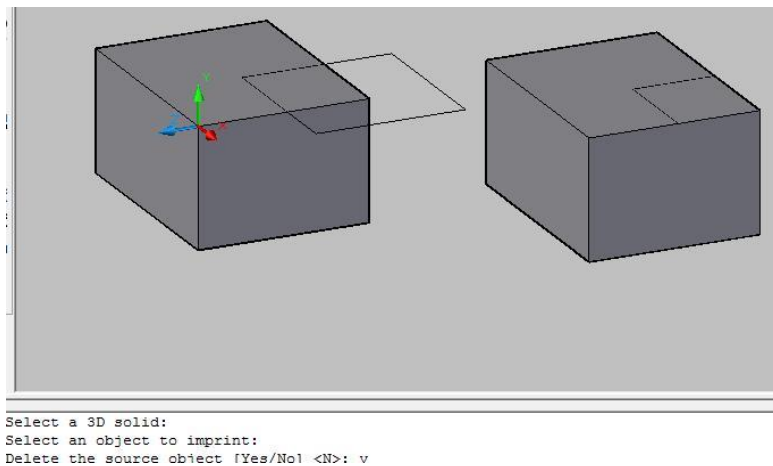 Y
Z
X
Select a 3D solid:
Select an object to imprint:
Delete the source object [Yes/No] <N>: y